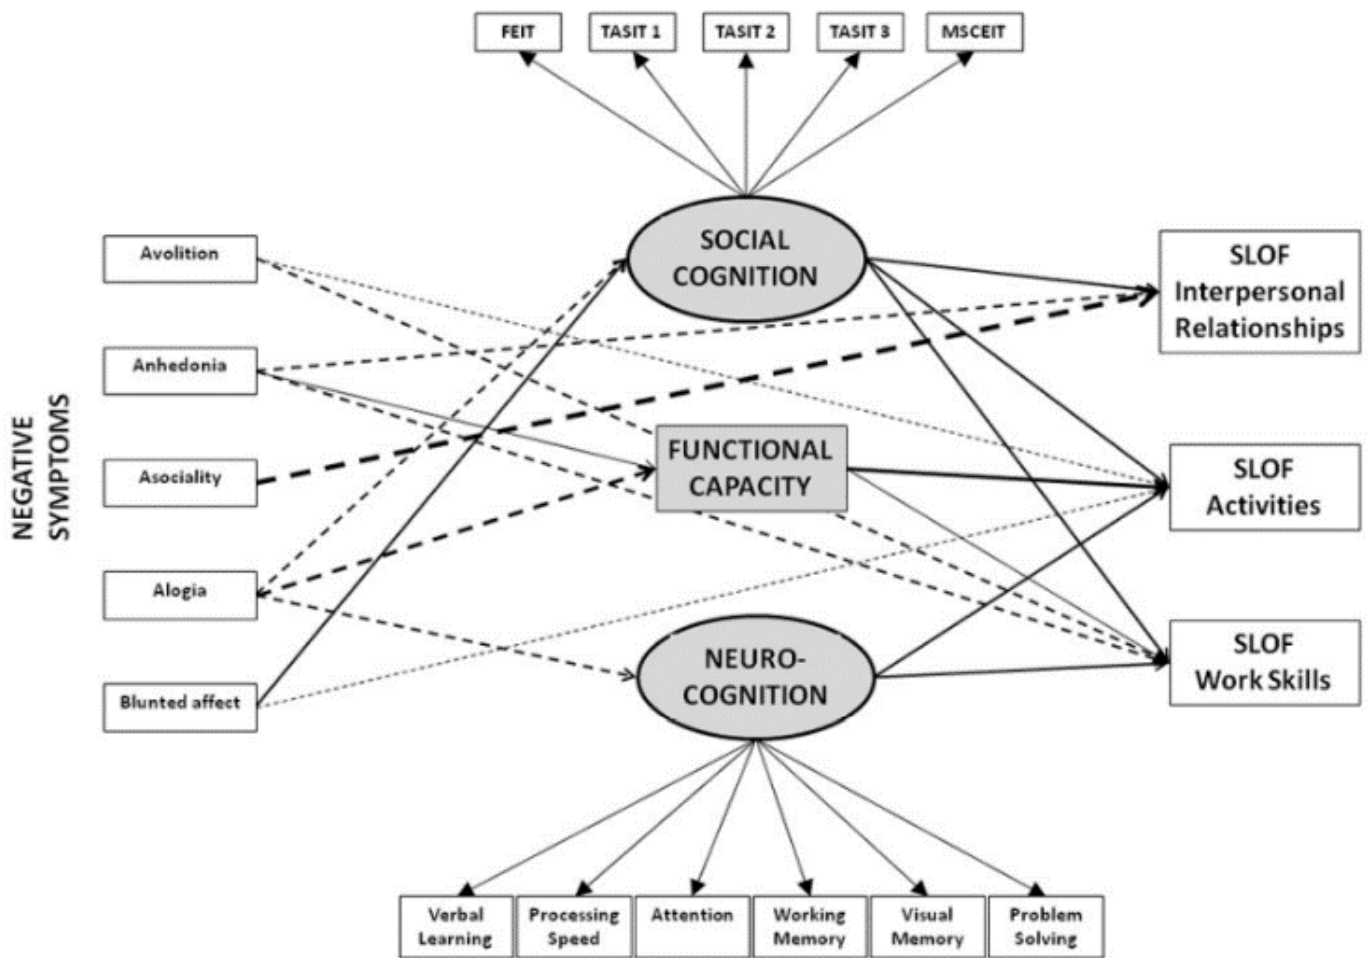 FEIT
TASIT 1
TASIT 2
TASIT 3
MSCEIT
SOCIAL
COGNITION
Avolition
Anhedonia
Asociality
Alogia
Blunted affect
NEGATIVE
SYMPTOMS
FUNCTIONAL
CAPACITY
NEURO-
COGNITION
SLOF
Interpersonal
Relationships
SLOF
Activities
SLOF
Work Skills
Verbal
Learning
Processing
Speed
Attention
Working
Memory
Visual
Memory
Problem
Solving